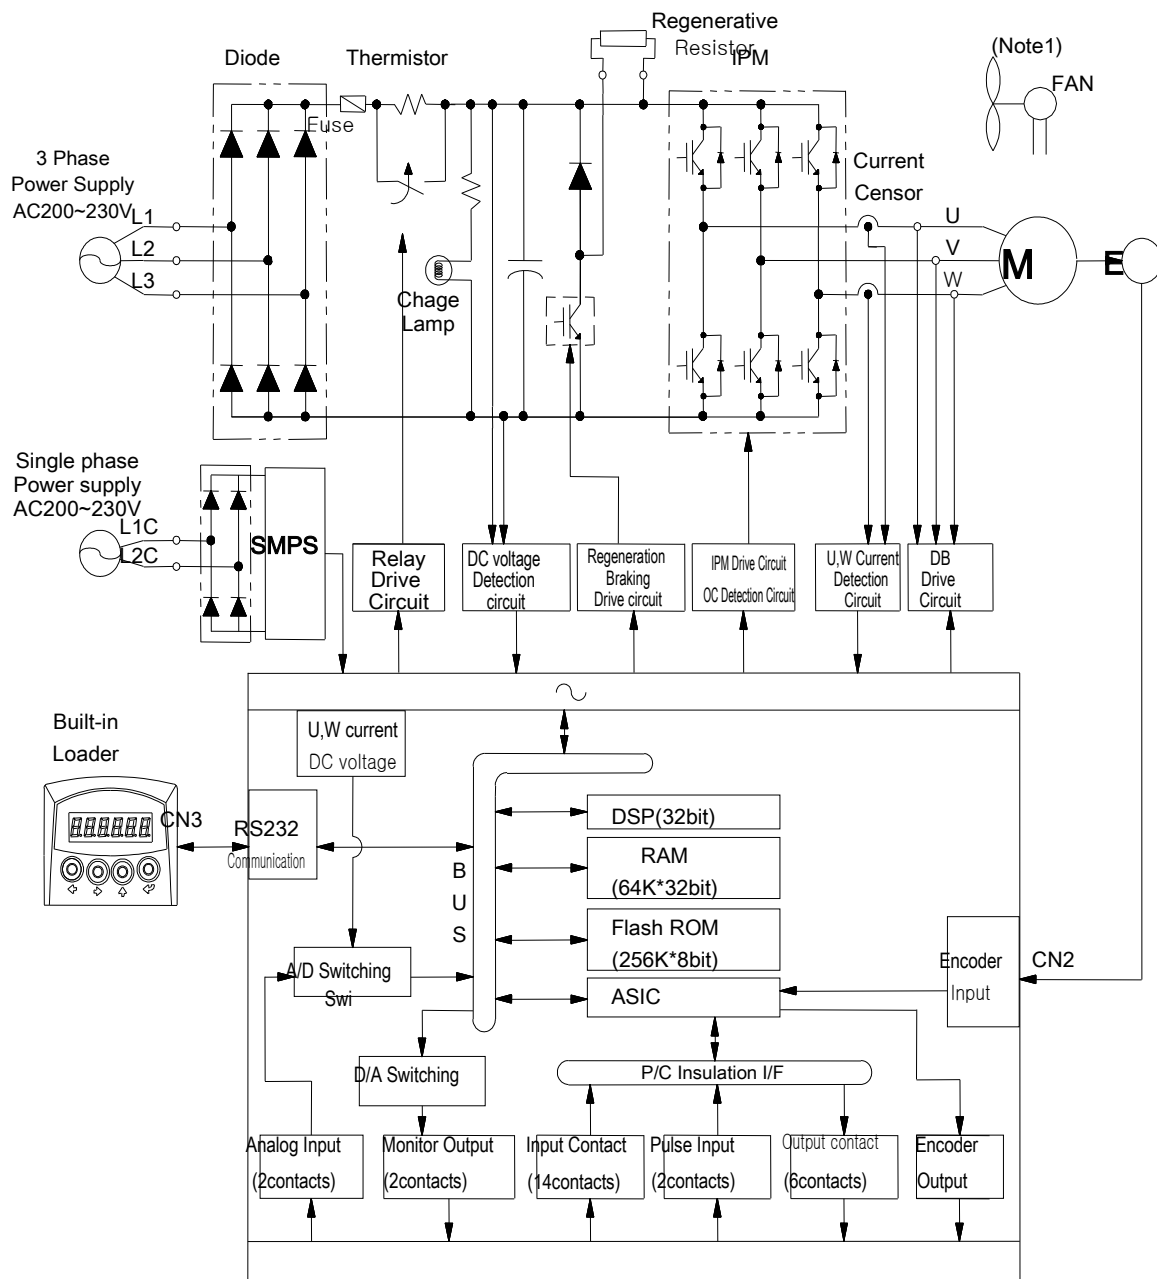 Regenerative
Resistor
Diode
Thermistor
IPM
(Note1)
FAN
Fuse
3 Phase
Power Supply
AC200~230V
L1
L2
L3
Current
Censor
U
V
W
M
E
Chage
Lamp
Single phase
Power supply
AC200~230V
L1C
L2C
SMPS
Relay
Drive
Circuit
DC voltage
Detection
circuit
Regeneration
Braking
Drive circuit
IPM Drive Circuit
OC Detection Circuit
U,W Current
Detection
Circuit
DB
Drive
Circuit
Built-in
Loader
U,W current
DC voltage
CN3
RS232
Communication
B
U
S
DSP(32bit)
RAM
(64K*32bit)
Flash ROM
(256K*8bit)
ASIC
A/D Switching
Swi
Encoder
Input
CN2
D/A Switching
P/C Insulation I/F
Analog Input
(2contacts)
Monitor Output
(2contacts)
Input Contact
(14contacts)
Pulse Input
(2contacts)
Output contact
(6contacts)
Encoder
Output